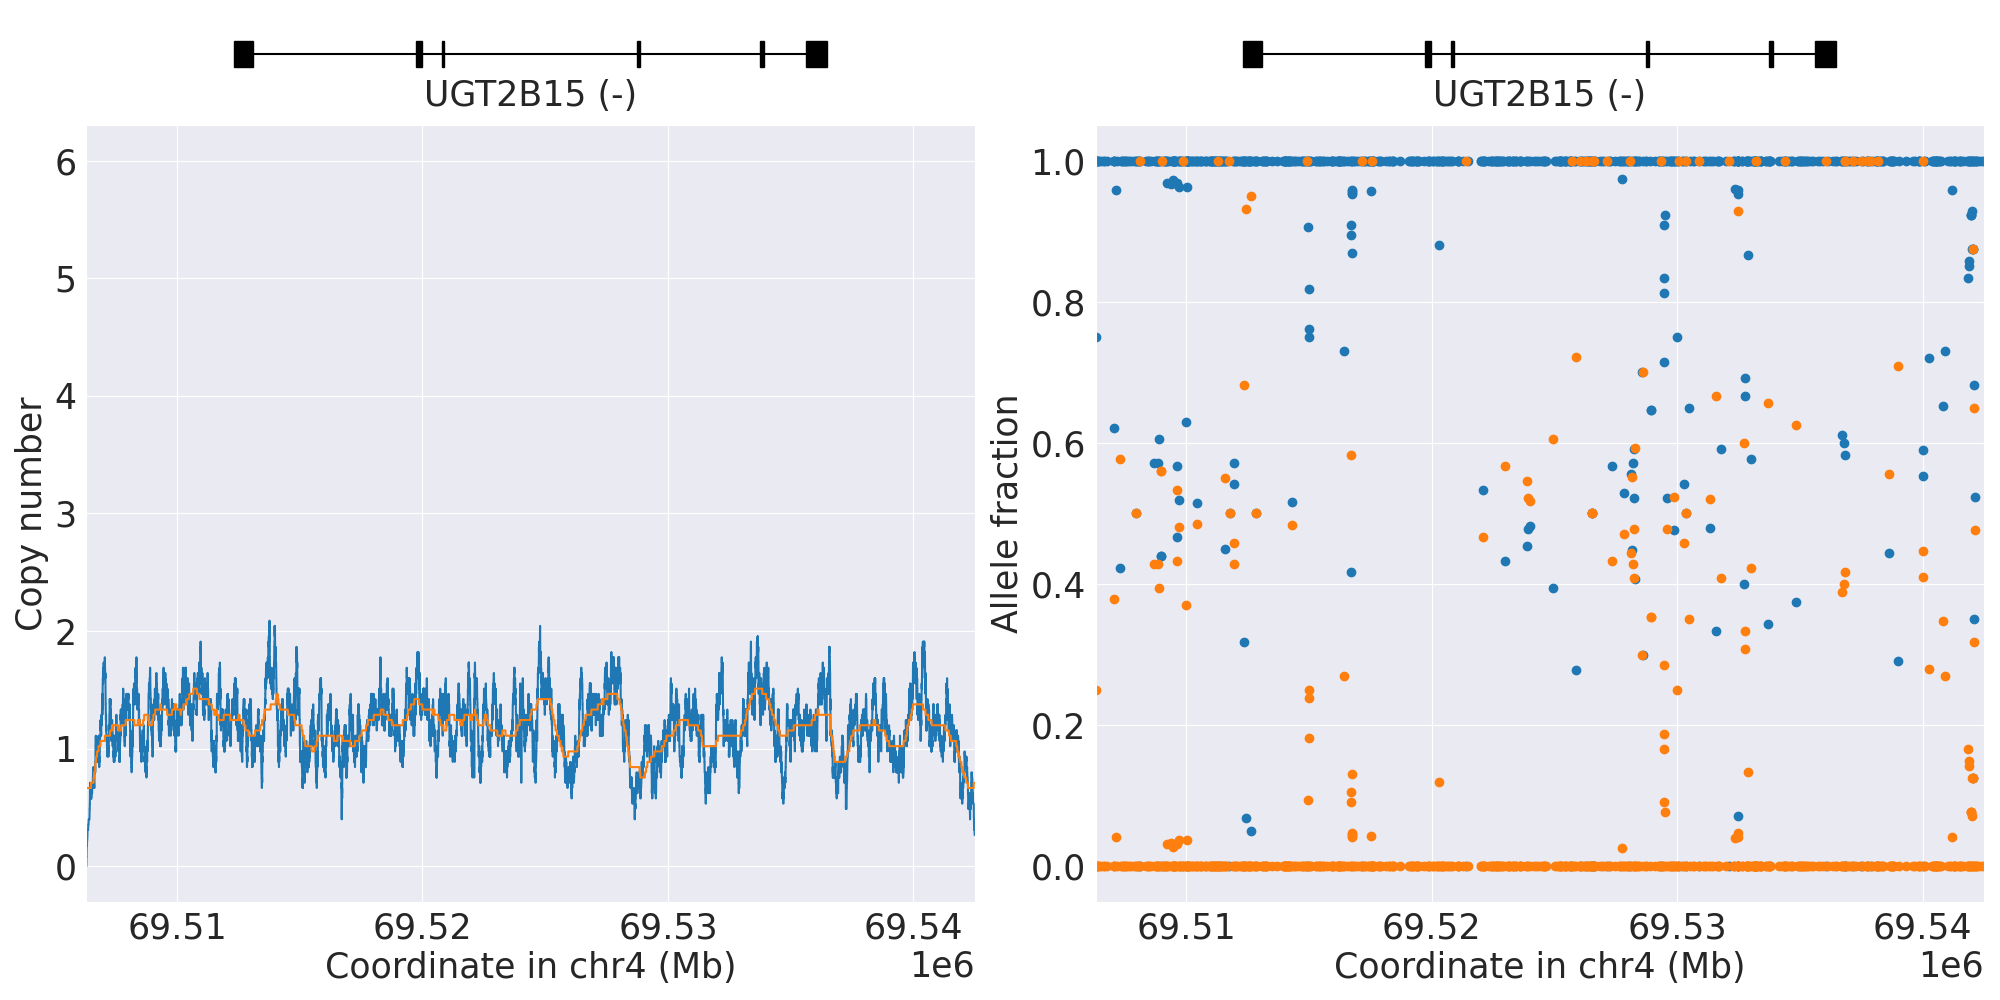 UGT2B15 (-)
6
5
4
3
2
1
0
Copy number
69.51 69.52 69.53 69.54
Coordinate in chr4 (Mb)
1e6
UGT2B15 (-)
1.0
0.8
0.6
0.4
0.2
0.0
Allele fraction
69.51 69.52 69.53 69.54
Coordinate in chr4 (Mb)
1e6